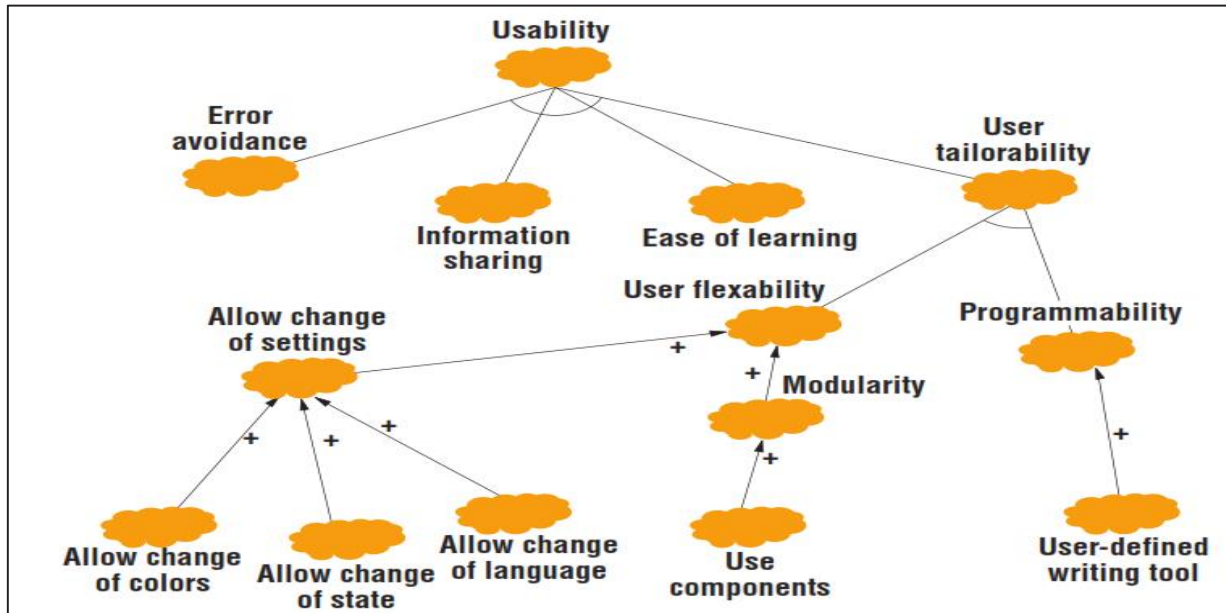 Usability
Error
avoidance
User
tailorability
Information
sharing
Ease of learning
User flexability
Allow change
of settings
Programmability
+
+
Modularity
+
+
+
+
+
Allow change
of colors
Allow change
of state
Allow change
of language
Use
components
User-defined
writing tool